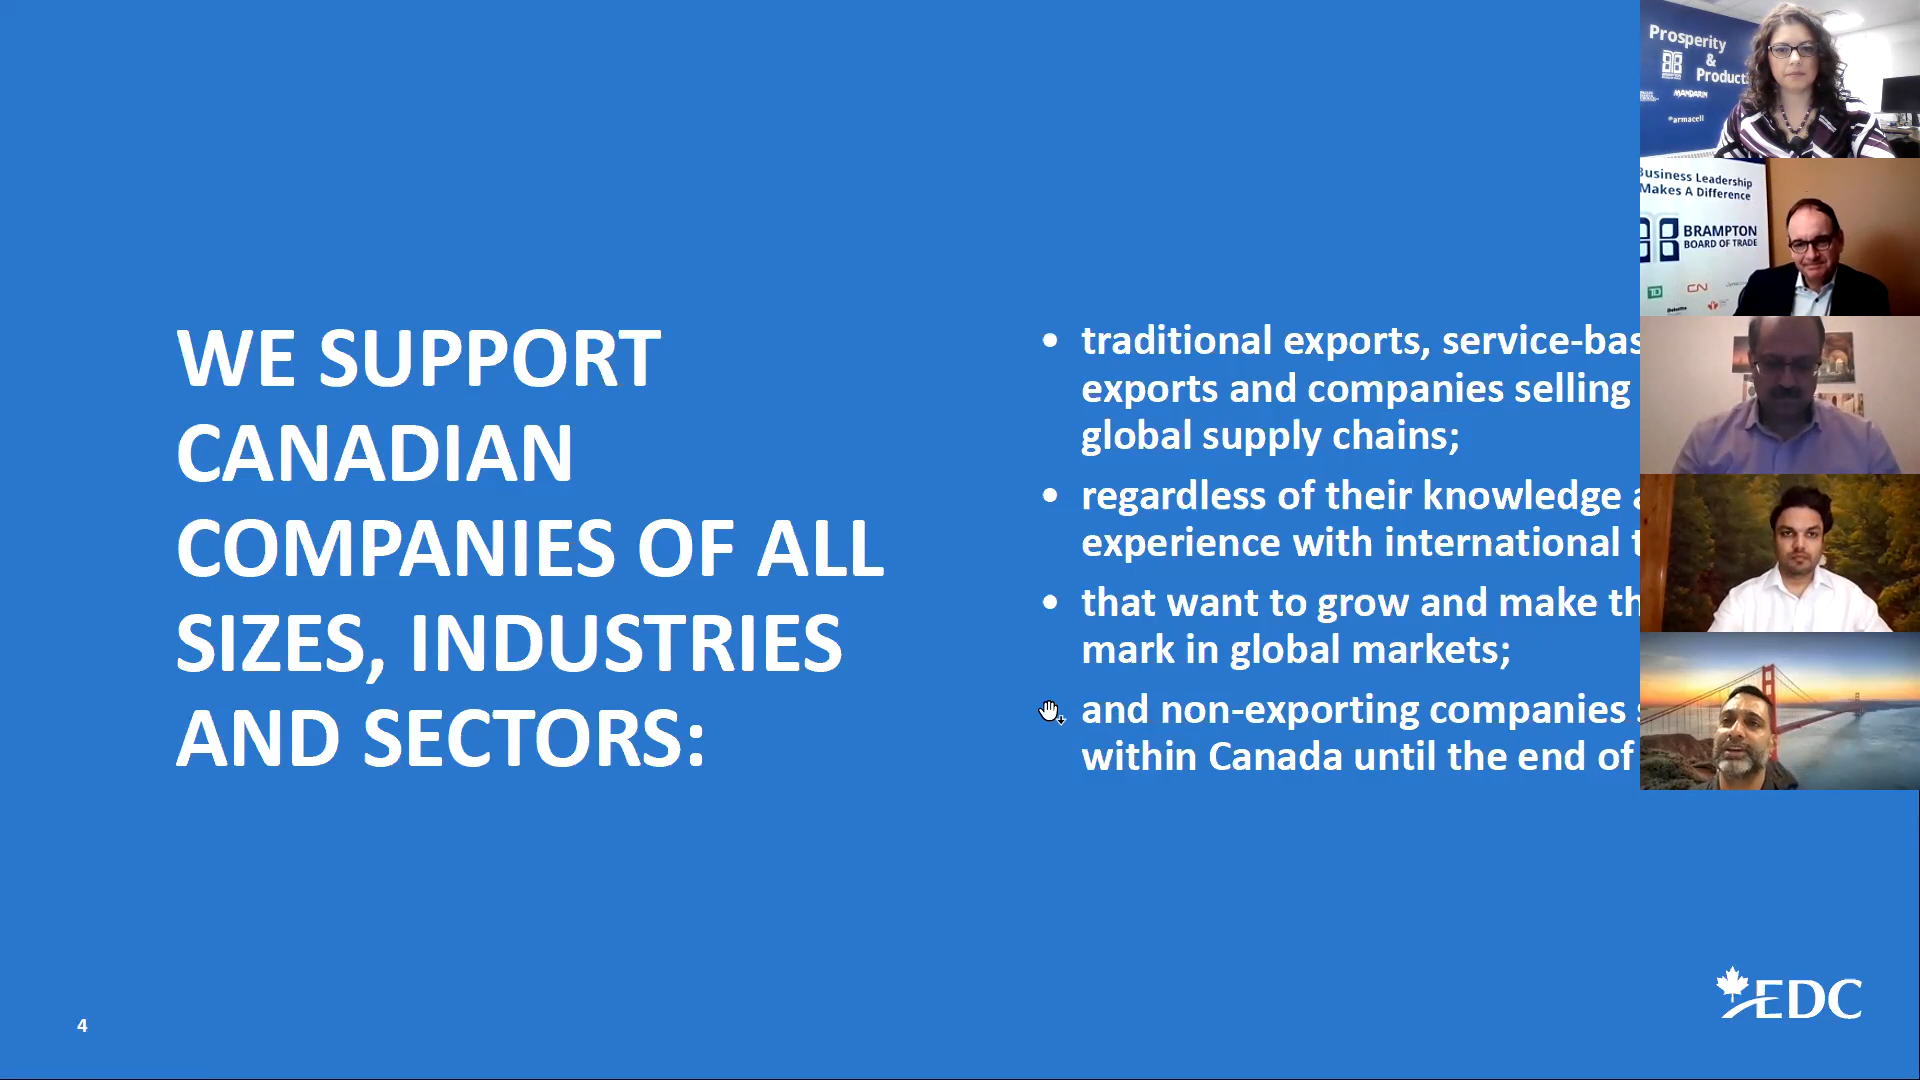 WE SUPPORT
CANADIAN
COMPANIES OF ALL
SIZES, INDUSTRIES
AND SECTORS:
• traditional exports, service-bas
exports and companies selling
global supply chains;
• regardless of their knowledge
experience with international
• that want to grow and make th
mark in global markets;
and non-exporting companies
within Canada until the end of
4
EDC
Prosperity
&
Product
MANDARIN
armacell
Business Leadership
Makes A Difference
BRAMPTON
BOARD OF TRADE
TD
CN
Deloitte